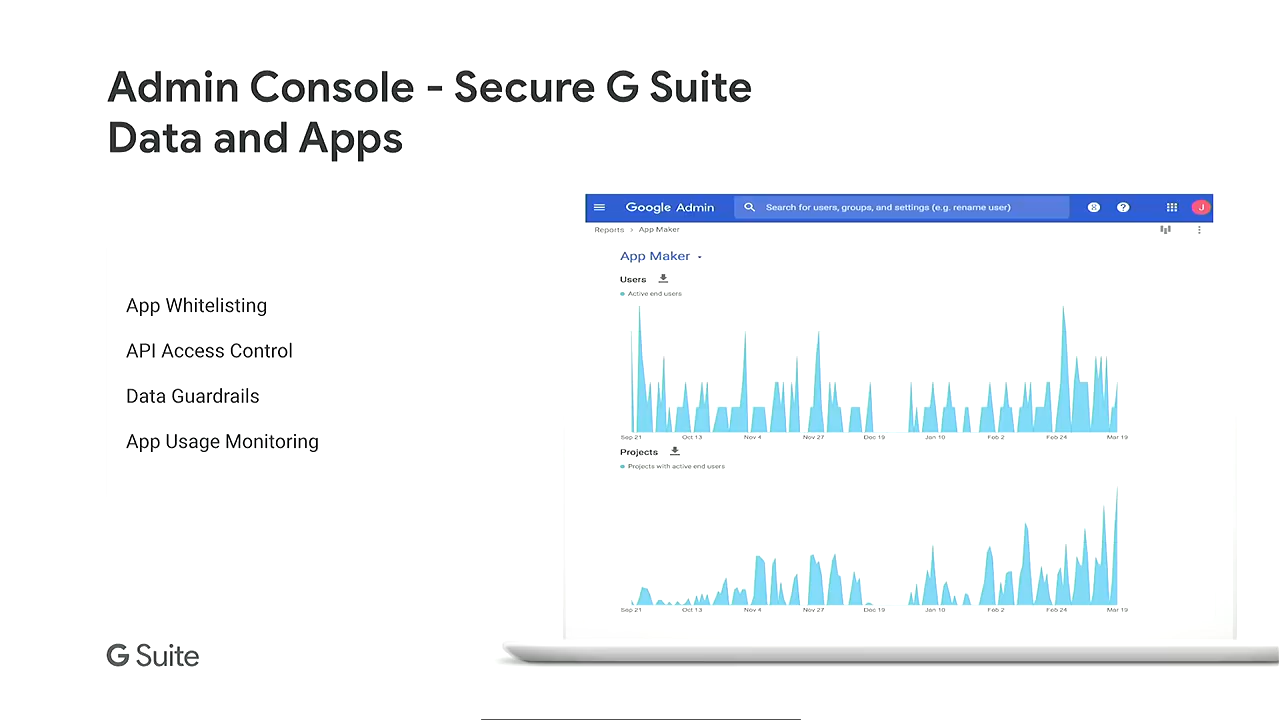 Admin Console - Secure G Suite
Data and Apps
App Whitelisting
API Access Control
Data Guardrails
App Usage Monitoring
Google Admin
Search for users, groups, and settings (e.g. rename user)
8 ? J
Reports > App Maker
App Maker
Users
Active end users
Sep 21 Oct 13 Nov 4 Nov 27 Dec 19 Jan 10 Feb 2 Feb 24 Mar 19
Projects
Projects with active end users
Sep 21 Oct 13 Nov 4 Nov 27 Dec 19 Jan 10 Feb 2 Feb 24 Mar 19
G Suite